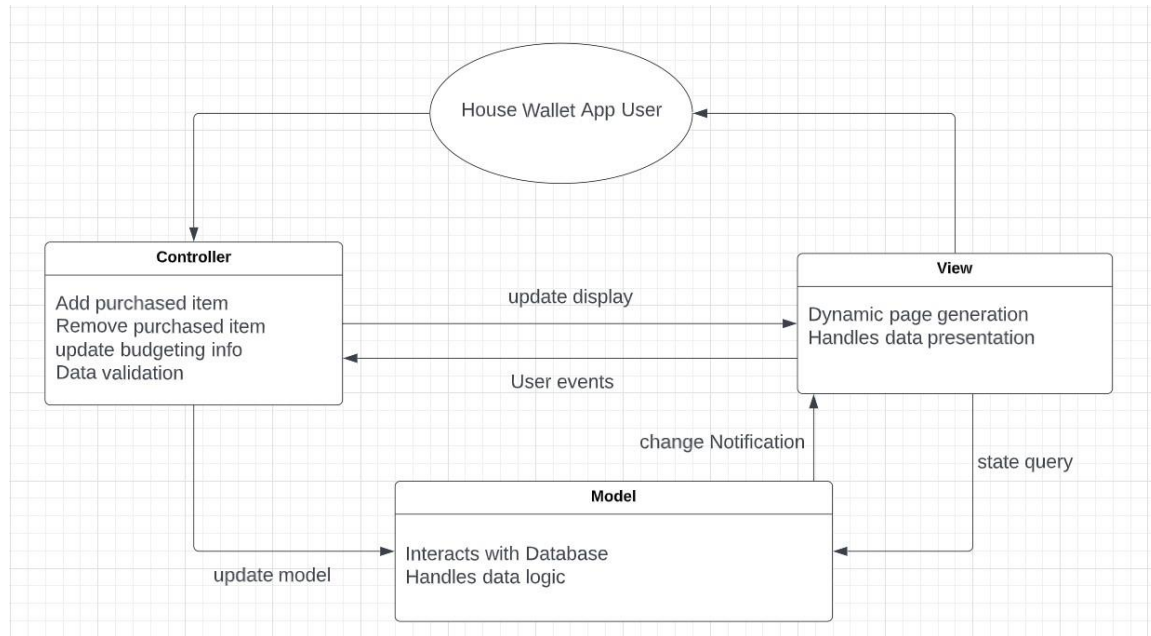 House Wallet App User
Controller
Add purchased item
Remove purchased item
update budgeting info
Data validation
update display
User events
View
Dynamic page generation
Handles data presentation
change Notification
state query
Model
Interacts with Database
Handles data logic
update model